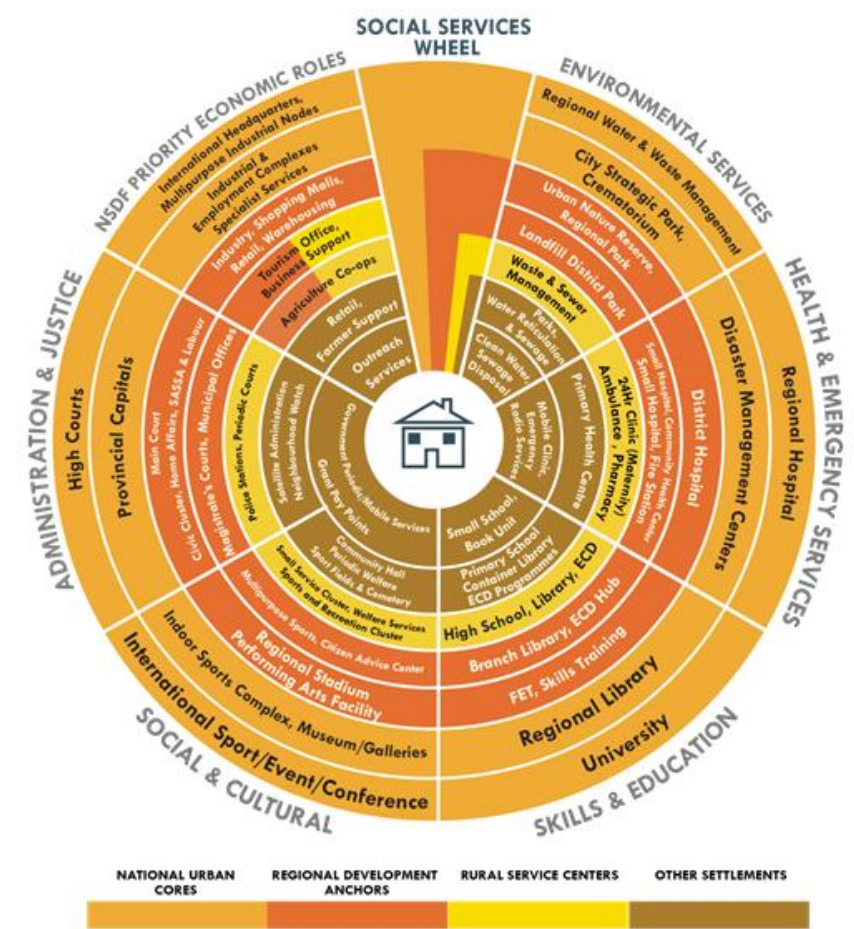 SOCIAL SERVICES
WHEEL
NSDF PRIORITY ECONOMIC ROLES
International Headquarters,
Multipurpose Industrial Nodes
Industrial &
Employment Complexes
Specialist Services
Industry, Shopping Malls,
Retail, Warehousing
Tourism Office,
Business Support
Agriculture Co-ops
Retail,
Farmer Support
Outreach
Services
ENVIRONMENTAL SERVICES
Regional Water & Waste Management
City Strategic Park,
Crematorium
Urban Nature Reserve,
Regional Park
Landfill District Park
Waste & Sewer
Management
Park,
Water Reticulation
& Sewage
Clean Water,
Sewage
Disposal
HEALTH & EMERGENCY SERVICES
Regional Hospital
Disaster Management Centers
District Hospital
Small Hospital, Community Health Center
Small Hospital, Fire Station
24Hr Clinic (Maternity)
Ambulance , Pharmacy
Primary Health Centre
Mobile Clinic,
Emergency
Radio Services
SKILLS & EDUCATION
Small School,
Book Unit
Primary School
Container Library
ECD Programmes
High School, Library, ECD
Branch Library, ECD Hub
FET, Skills Training
Regional Library
University
SOCIAL & CULTURAL
Government Periodic/Mobile Services
Grant Pay Points
Community Hall
Periodic Welfare
Sport Fields & Cemetery
Small Service Cluster, Welfare Services
Sports and Recreation Cluster
Multipurpose Sports, Citizen Advice Center
Regional Stadium
Performing Arts Facility
Indoor Sports Complex, Museum/Galleries
International Sport/Event/Conference
ADMINISTRATION & JUSTICE
High Courts
Provincial Capitals
Main Court
Civic Cluster, Home Affairs, SASSA & Labour
Magistrate's Courts, Municipal Offices
Police Stations, Periodic Courts
Satellite Administration
Neighbourhood Watch
NATIONAL URBAN
CORES
REGIONAL DEVELOPMENT
ANCHORS
RURAL SERVICE CENTERS
OTHER SETTLEMENTS